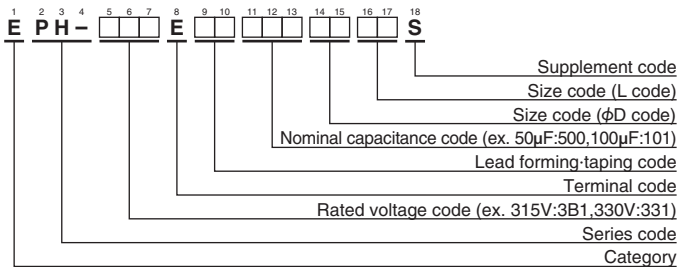 1 2 3 4 5 6 7 8 9 10 11 12 13 14 15 16 17 18
E P H – E S
Supplement code
Size code (L code)
Size code (ϕD code)
Nominal capacitance code (ex. 50μF:500,100μF:101)
Lead forming·taping code
Terminal code
Rated voltage code (ex. 315V:3B1,330V:331)
Series code
Category